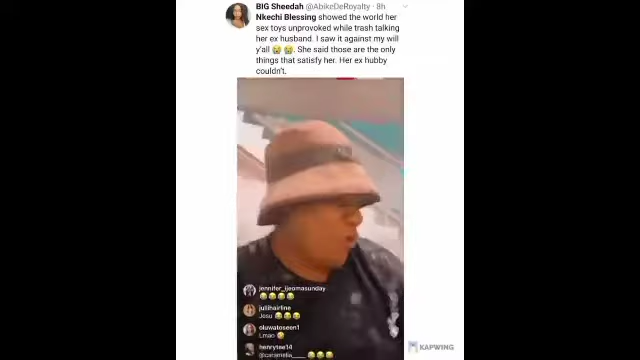 BIG Sheedah @AbikeDeRoyalty · 8h
Nkechi Blessing showed the world her
sex toys unprovoked while trash talking
her ex husband. I saw it against my will
y'all 😭😭. She said those are the only
things that satisfy her. Her ex hubby
couldn't.
jennifer_ijeomasunday
😂😂😂😂
julihairline
Jesu 😂😂😂
oluwatoseen1
Lmao 🤣
henrytee14
@caramelia____ 😂😂😂
KAPWING